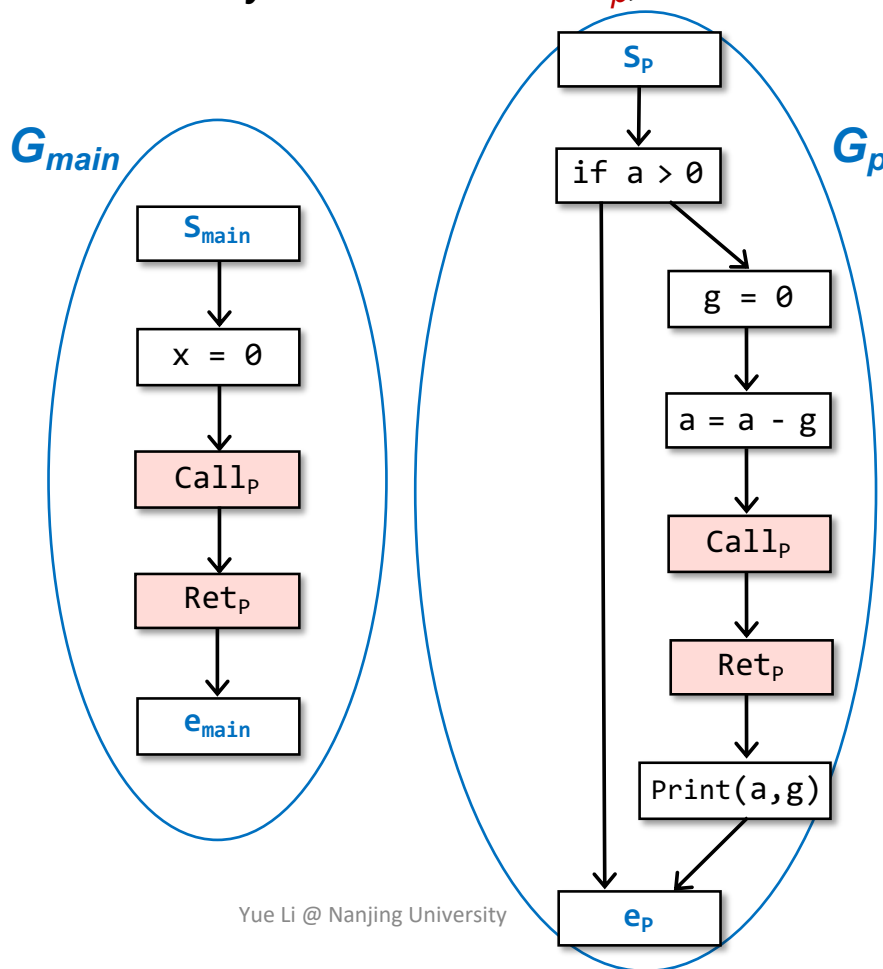 G_main
S_main
x = 0
Call_P
Ret_P
e_main
G_p
S_P
if a > 0
g = 0
a = a - g
Call_P
Ret_P
Print(a,g)
e_P
Yue Li @ Nanjing University